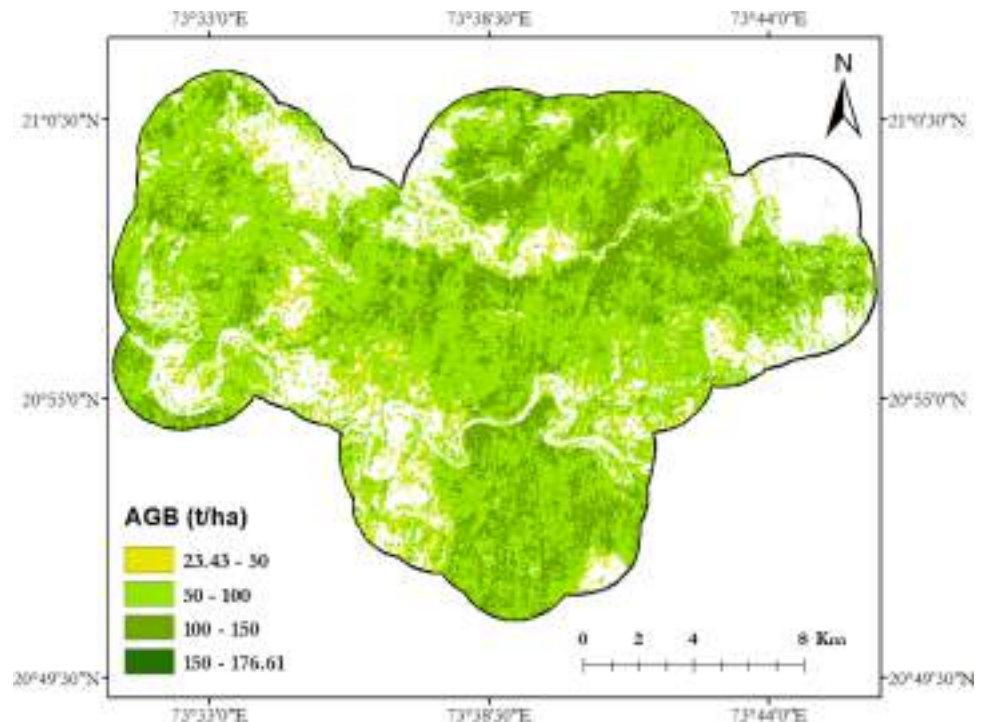 73°33'0"E 73°38'30"E 73°44'0"E
N
21°0'30"N 21°0'30"N
20°55'0"N 20°55'0"N
AGB (t/ha)
23.43 - 50
50 - 100
100 - 150
150 - 176.61
0 2 4 8 Km
20°49'30"N 20°49'30"N
73°33'0"E 73°38'30"E 73°44'0"E